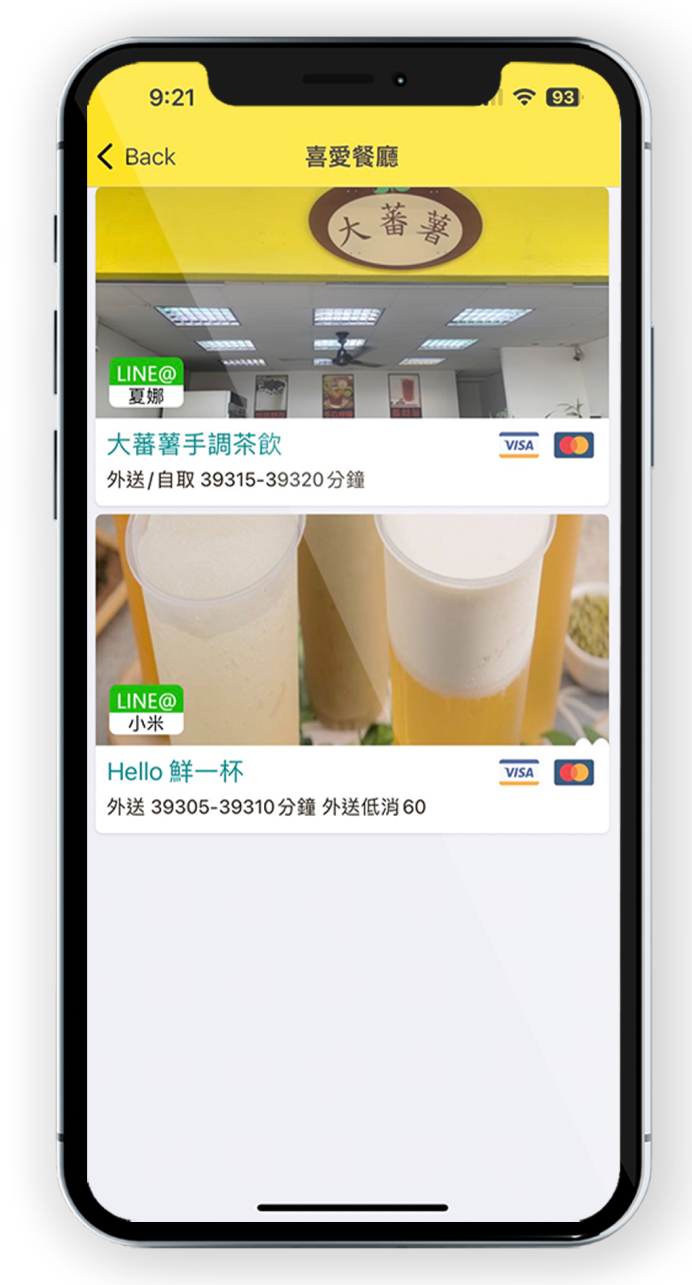 9:21
93
Back
喜愛餐廳
大蕃薯
LINE@
夏娜
大蕃薯手調茶飲
VISA
外送/自取 39315-39320分鐘
LINE@
小米
Hello 鮮一杯
VISA
外送 39305-39310分鐘 外送低消60